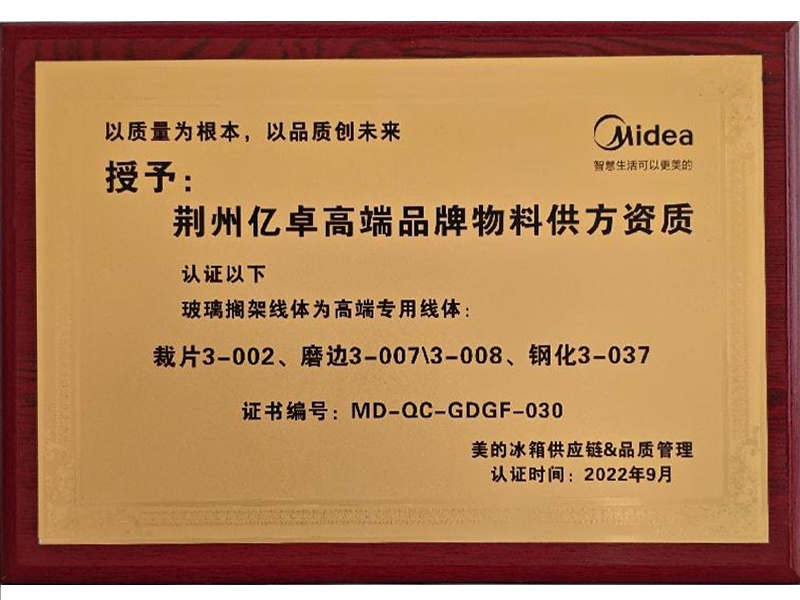 以质量为根本，以品质创未来
Midea
智慧生活可以更美的
授予：
荆州亿卓高端品牌物料供方资质
认证以下
玻璃搁架线体为高端专用线体：
裁片3-002、磨边3-007\3-008、钢化3-037
证书编号：MD-QC-GDGF-030
美的冰箱供应链&品质管理
认证时间：2022年9月